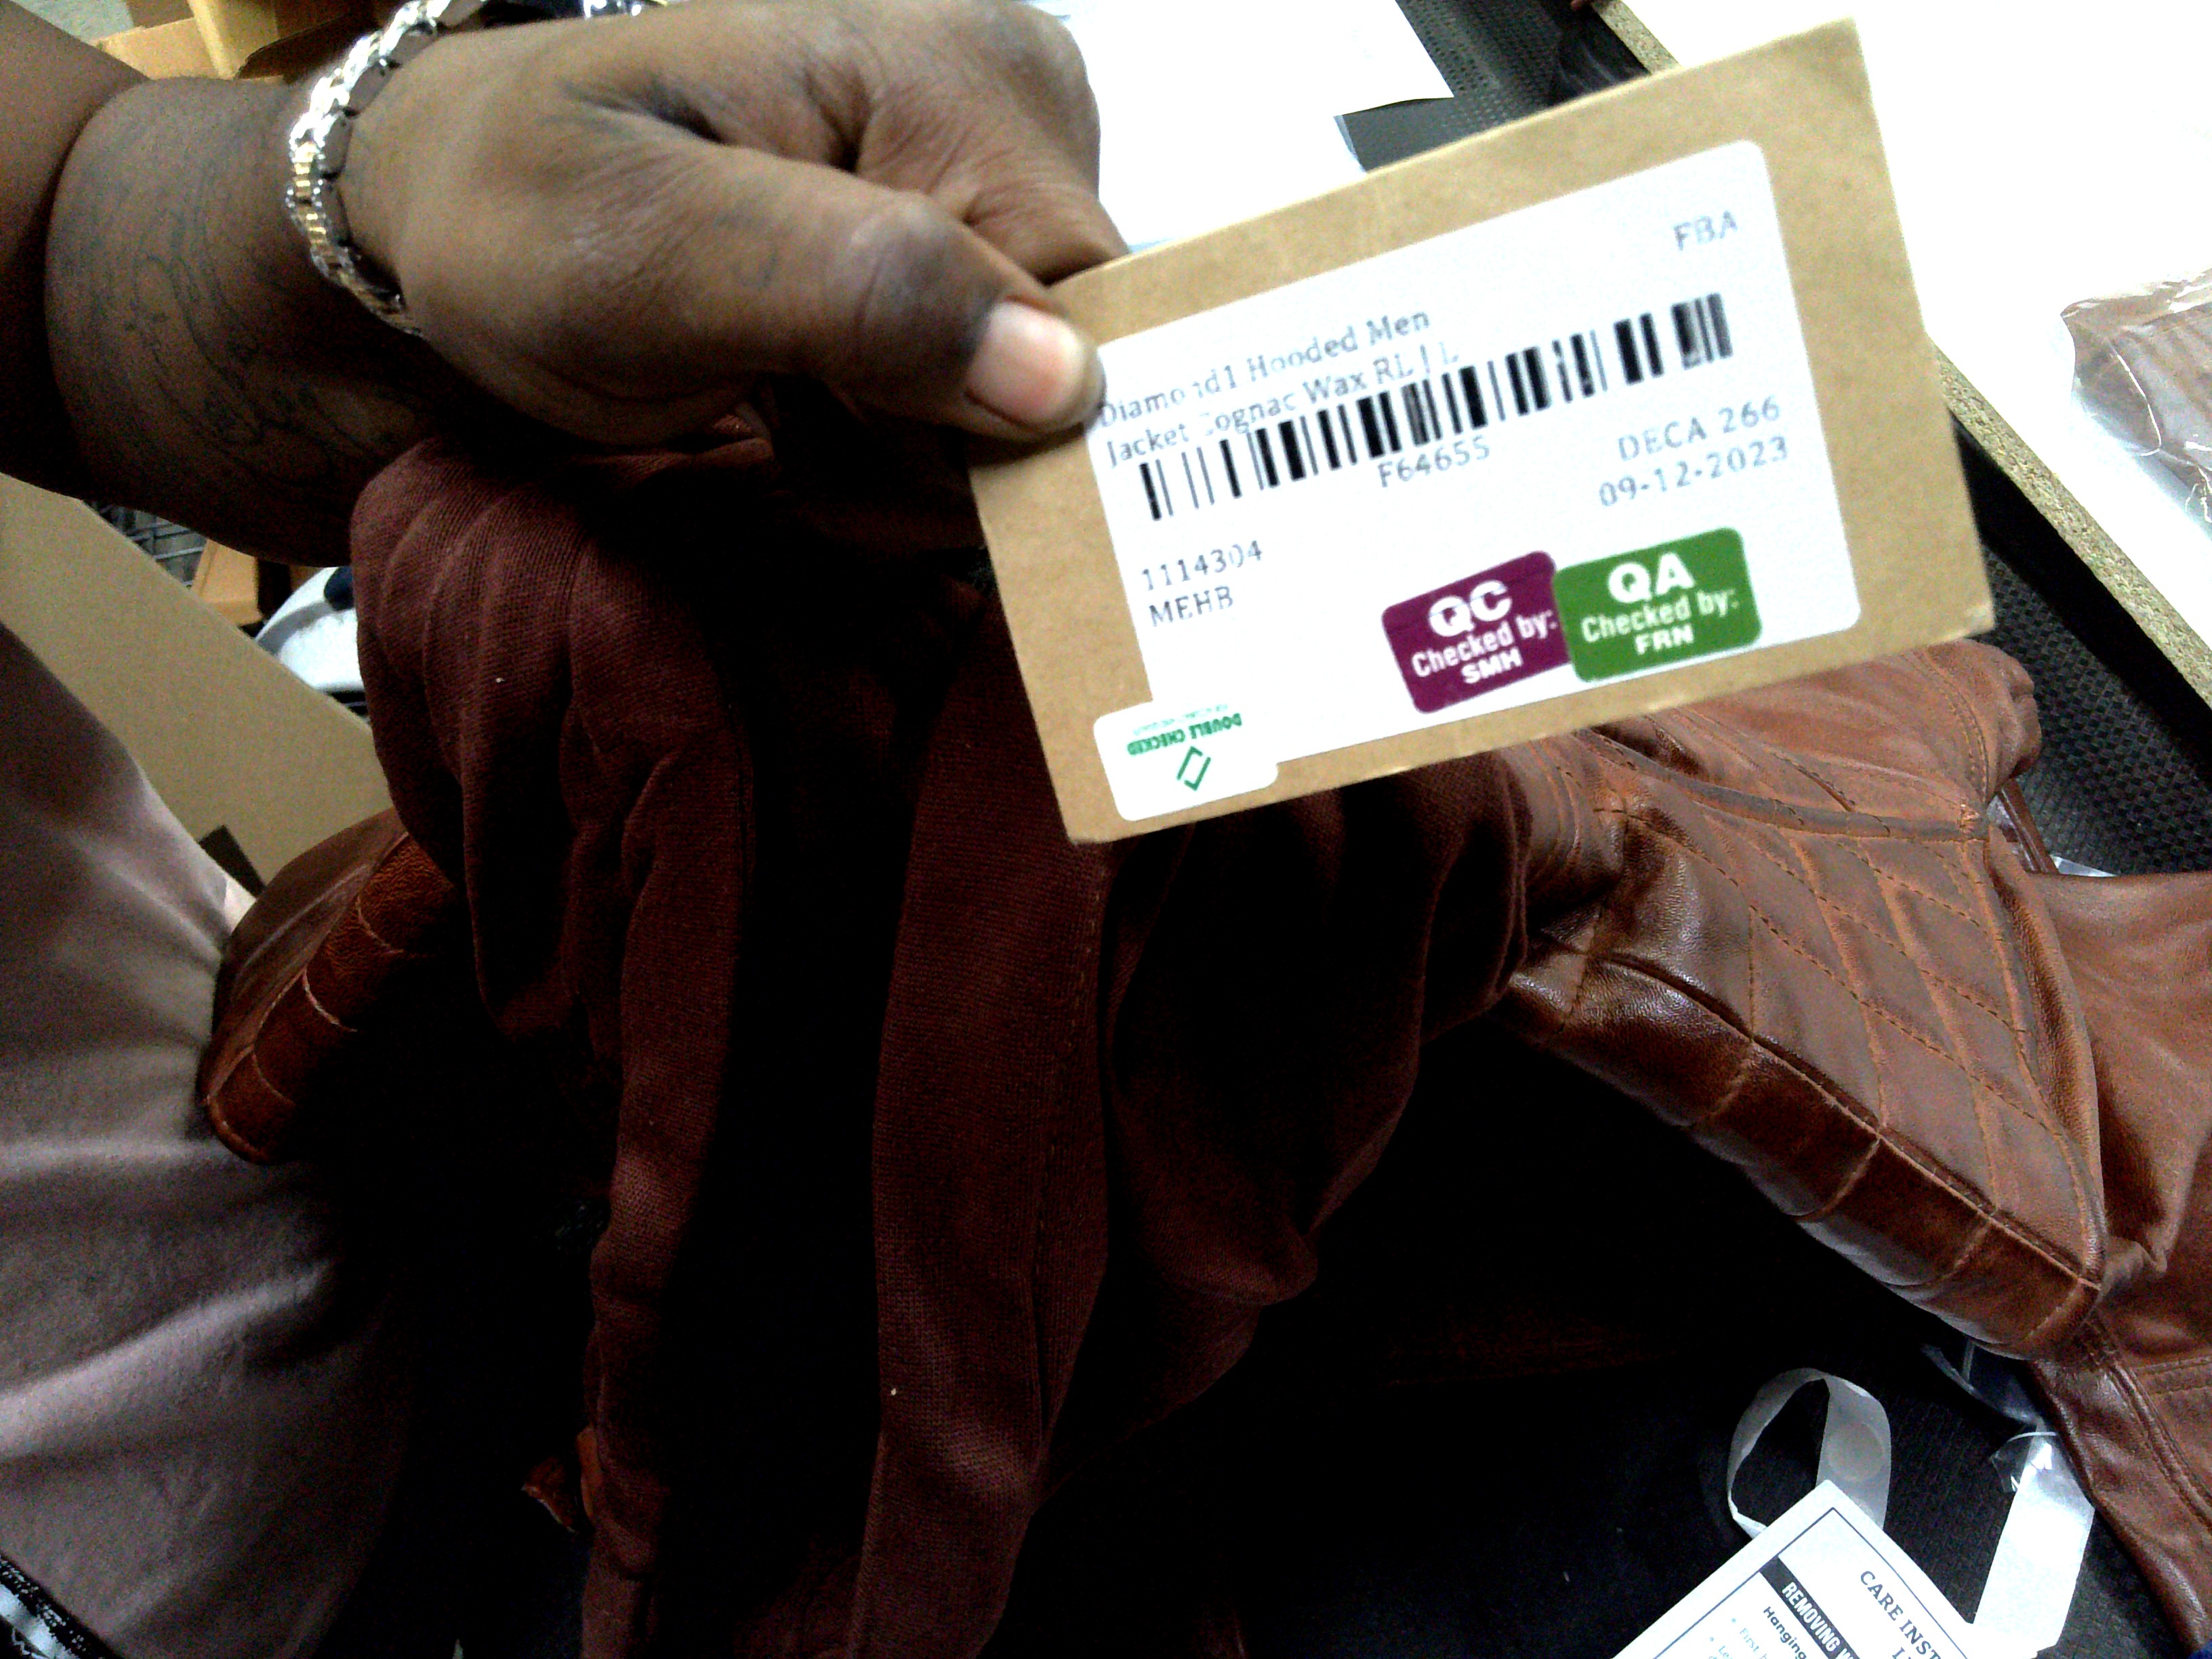 FBA
Diamond1 Hooded Men
Jacket Cognac Wax RL | L
F64655
DECA 266
09-12-2023
1114304
MEHB
QC
Checked by:
SMH
QA
Checked by:
FRN
DOUBLE CHECKED
CARE INST
REMOVING
Hanging